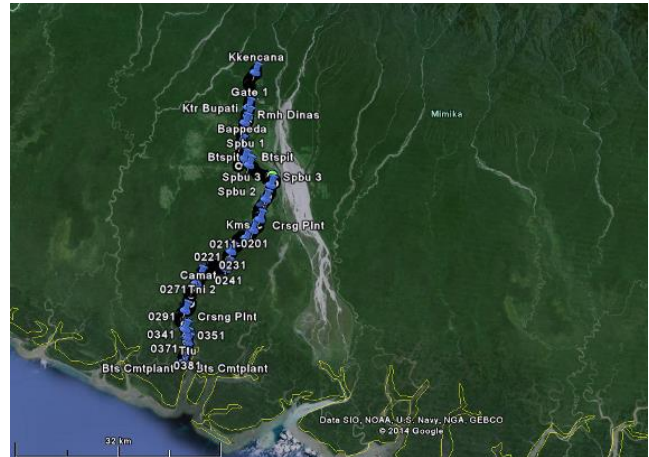 Kkencana
Gate 1
Ktr Bupati
Rmh Dinas
Mimika
Bappeda
Spbu 1
Btspit
Btspit
Spbu 3
Spbu 3
Spbu 2
Kms
Crsg Plnt
0211-0201
0221
0231
Camat
0241
0271Tni 2
0291
Crsng Plnt
0341
0351
0371
Bts Cmtplant
0381
Bts Cmtplant
Data SIO, NOAA, U.S. Navy, NGA, GEBCO
© 2014 Google
32 km